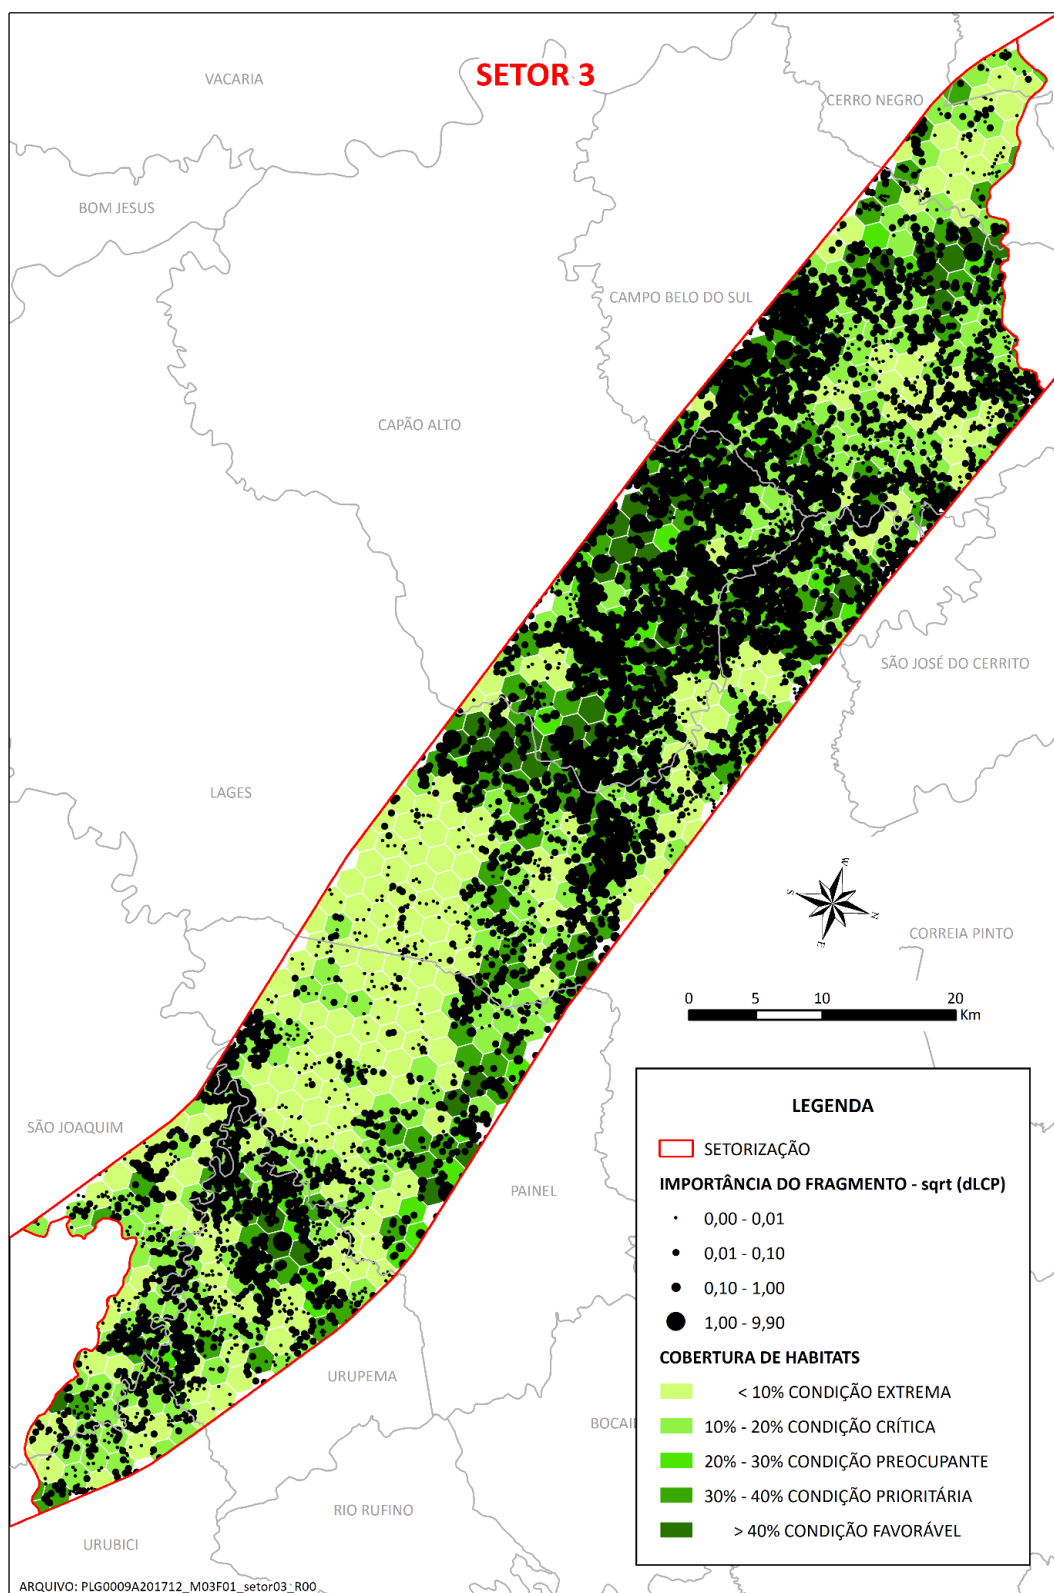 SETOR 3
VACARIA
CERRO NEGRO
BOM JESUS
CAMPO BELO DO SUL
CAPÃO ALTO
SÃO JOSÉ DO CERRITO
LAGES
W
S
N
E
CORREIA PINTO
0 5 10 20
Km
SÃO JOAQUIM
PAINEL
URUPEMA
BOCAI
RIO RUFINO
URUBICI
LEGENDA
SETORIZAÇÃO
IMPORTÂNCIA DO FRAGMENTO - sqrt (dLCP)
0,00 - 0,01
0,01 - 0,10
0,10 - 1,00
1,00 - 9,90
COBERTURA DE HABITATS
< 10% CONDIÇÃO EXTREMA
10% - 20% CONDIÇÃO CRÍTICA
20% - 30% CONDIÇÃO PREOCUPANTE
30% - 40% CONDIÇÃO PRIORITÁRIA
> 40% CONDIÇÃO FAVORÁVEL
ARQUIVO: PLG0009A201712_M03F01_setor03_R00